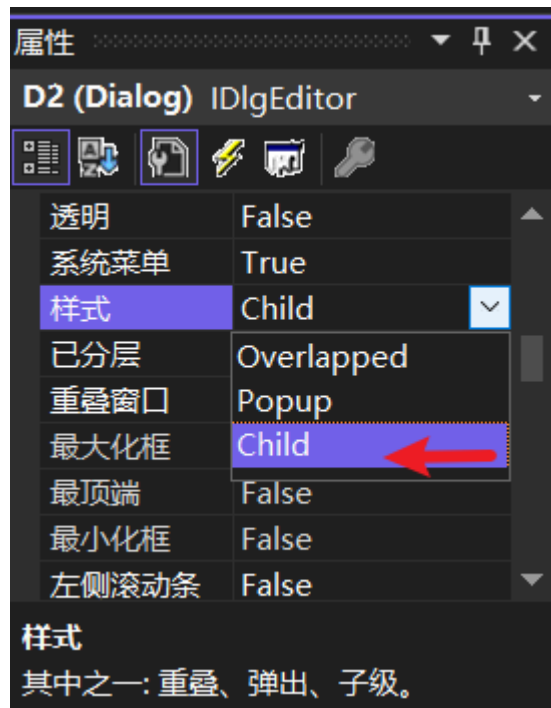 属性
D2 (Dialog) IDlgEditor
透明 False
系统菜单 True
样式 Child
已分层 Overlapped
重叠窗口 Popup
最大化框 Child
最顶端 False
最小化框 False
左侧滚动条 False
样式
其中之一: 重叠、弹出、子级。